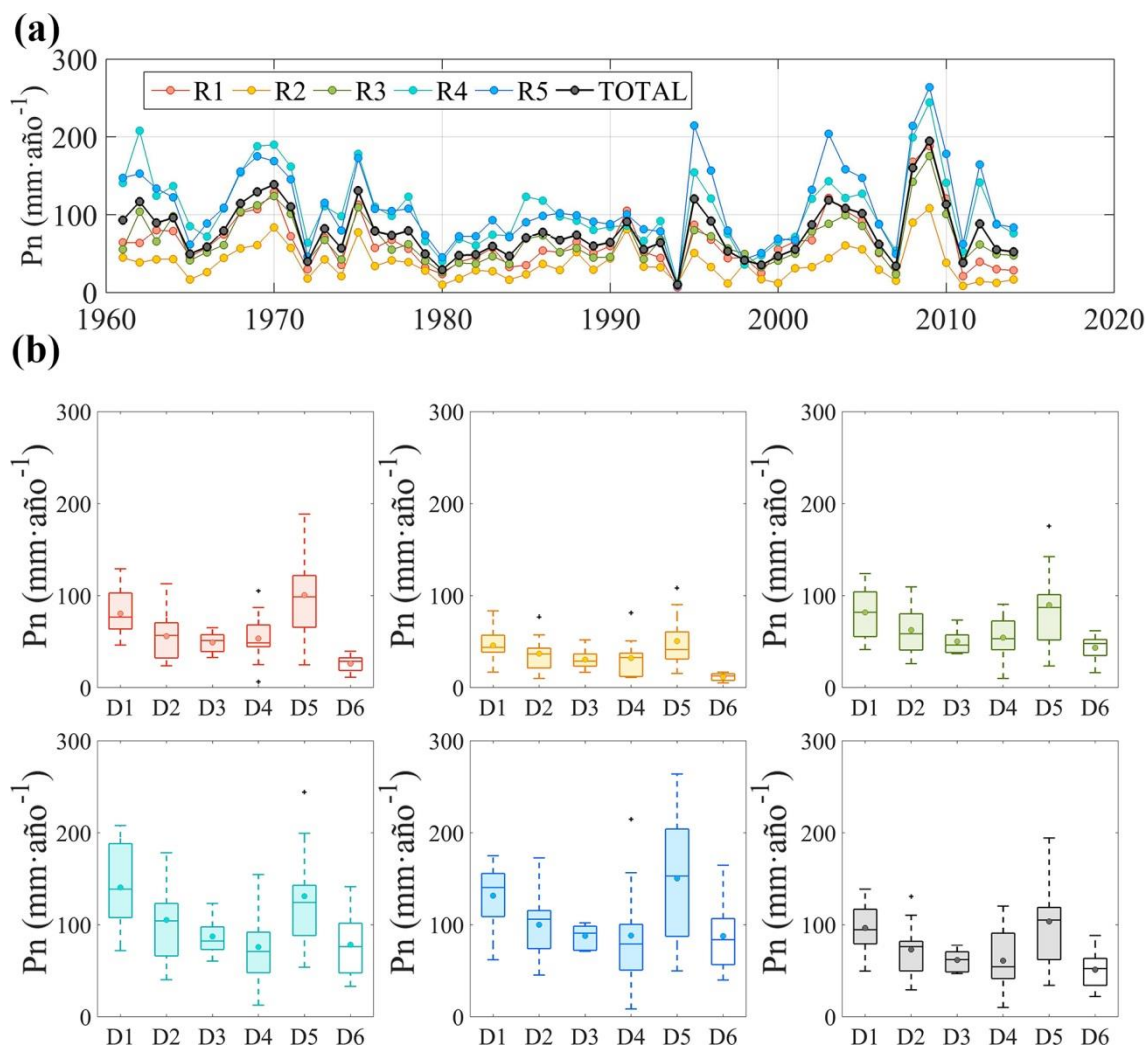 (a)
Pn (mm·año⁻¹)
300
200
100
0
R1 R2 R3 R4 R5 TOTAL
1960 1970 1980 1990 2000 2010 2020
(b)
Pn (mm·año⁻¹)
300
200
100
0
D1 D2 D3 D4 D5 D6
Pn (mm·año⁻¹)
300
200
100
0
D1 D2 D3 D4 D5 D6
Pn (mm·año⁻¹)
300
200
100
0
D1 D2 D3 D4 D5 D6
Pn (mm·año⁻¹)
300
200
100
0
D1 D2 D3 D4 D5 D6
Pn (mm·año⁻¹)
300
200
100
0
D1 D2 D3 D4 D5 D6
Pn (mm·año⁻¹)
300
200
100
0
D1 D2 D3 D4 D5 D6